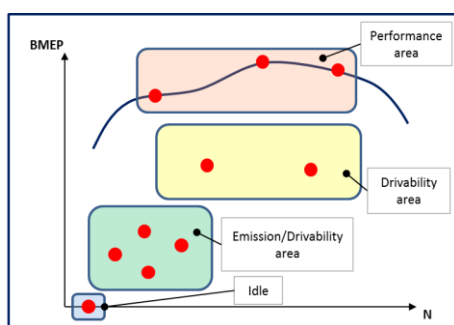 BMEP
Performance
area
Drivability
area
Emission/Drivability
area
Idle
N